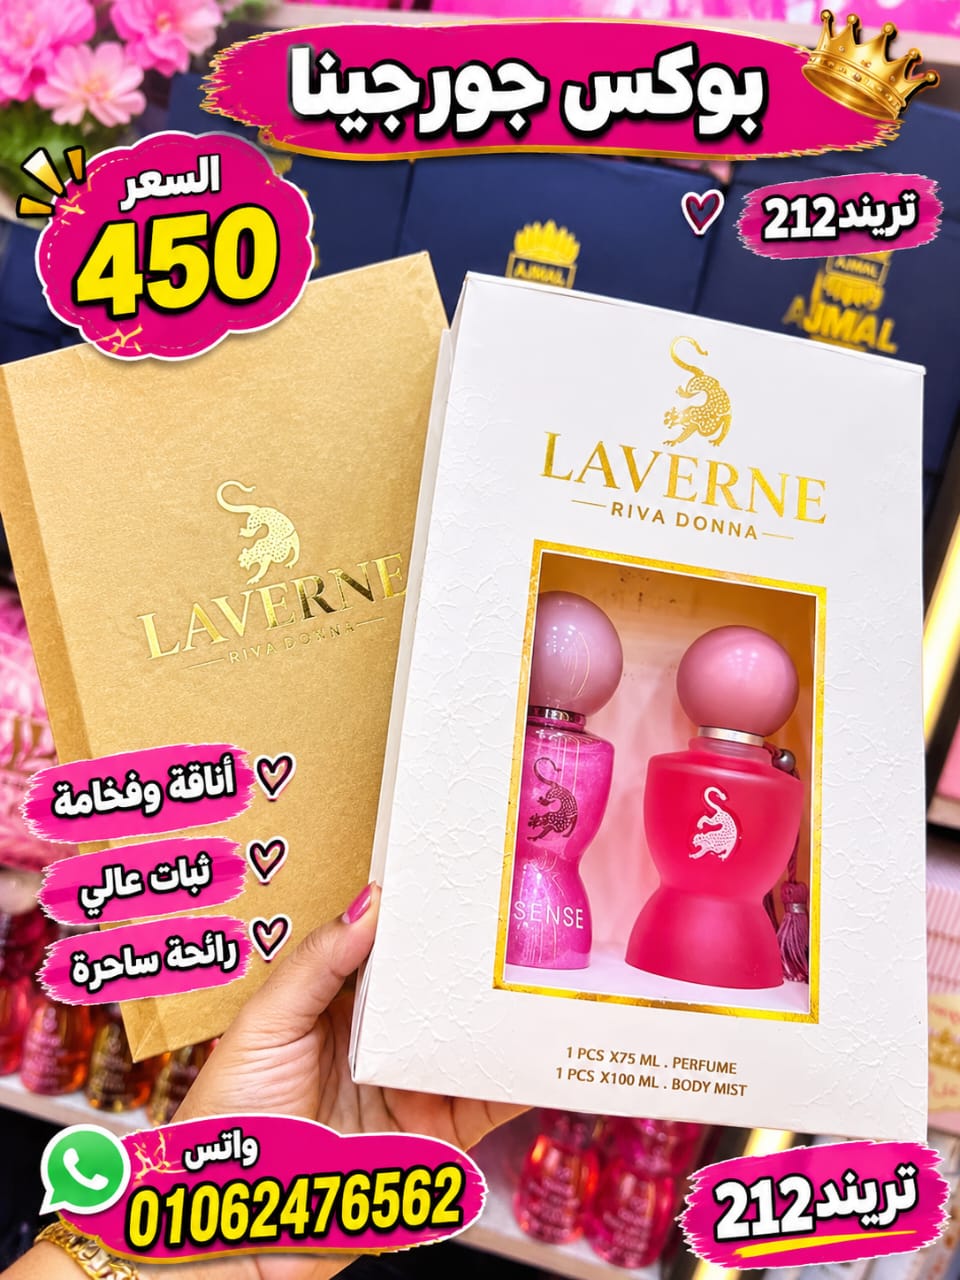 بوكس جورجينا
السعر
450
تريند212
AJMAL
AJMAL
AJMAL
LAVERNE
RIVA DONNA
LAVERNE
RIVA DONNA
SENSE
أناقة وفخامة
ثبات عالي
رائحة ساحرة
1 PCS X75 ML . PERFUME
1 PCS X100 ML . BODY MIST
واتس
01062476562
تريند212